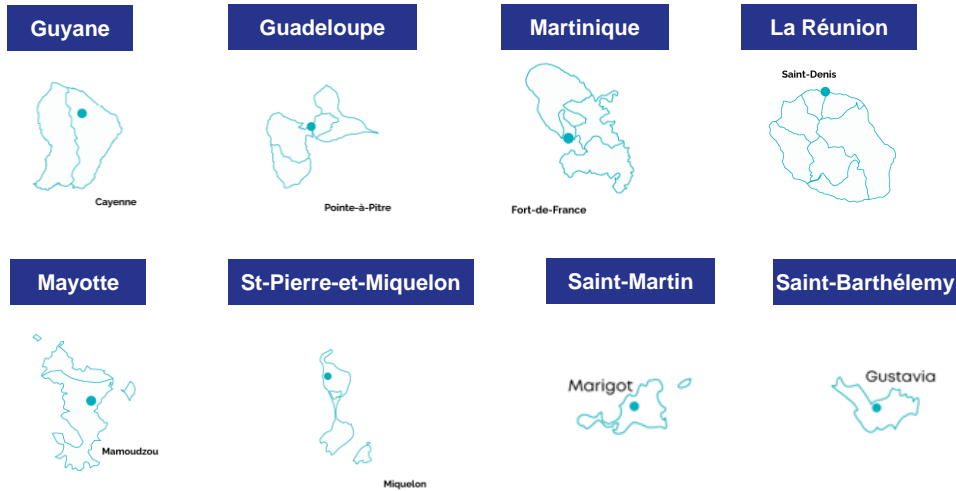 Guyane
Guadeloupe
Martinique
La Réunion
Saint-Denis
Cayenne
Pointe-à-Pitre
Fort-de-France
Mayotte
St-Pierre-et-Miquelon
Saint-Martin
Saint-Barthélemy
Marigot
Gustavia
Mamoudzou
Miquelon